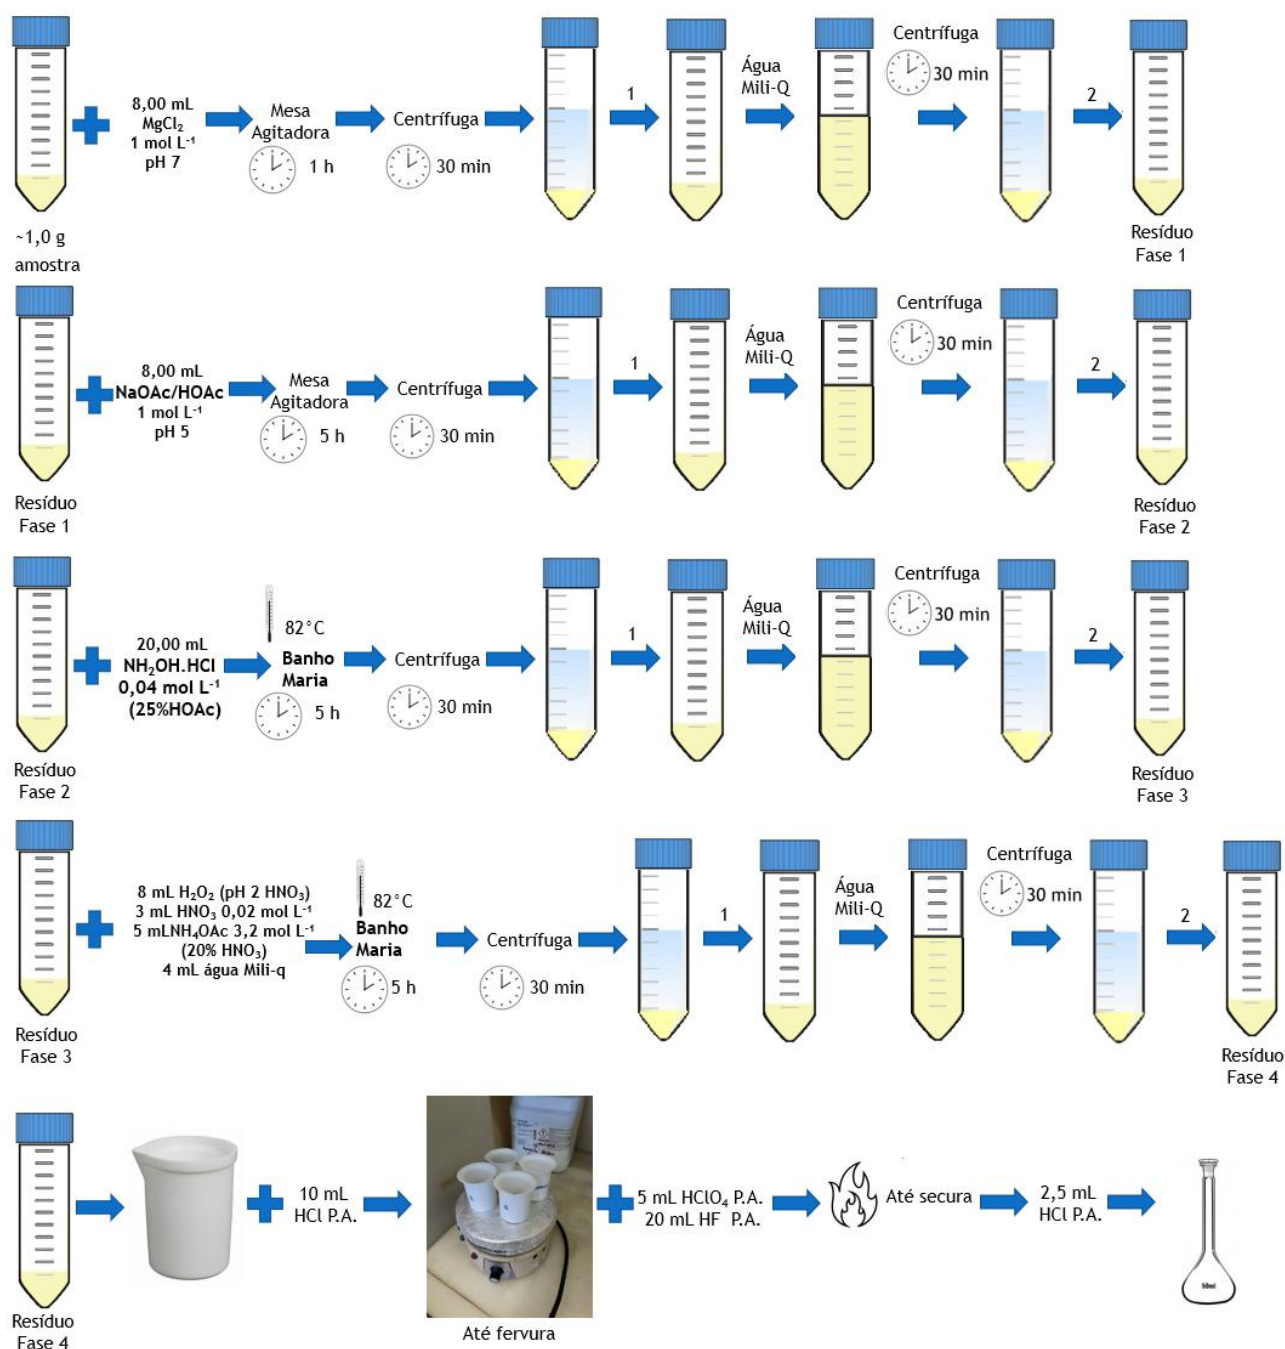 ~1,0 g
amostra
8,00 mL
MgCl₂
1 mol L⁻¹
pH 7
Mesa
Agitadora
1 h
Centrífuga
30 min
1
Água
Mili-Q
Centrífuga
30 min
2
Resíduo
Fase 1
Resíduo
Fase 1
8,00 mL
NaOAc/HOAc
1 mol L⁻¹
pH 5
Mesa
Agitadora
5 h
Centrífuga
30 min
1
Água
Mili-Q
Centrífuga
30 min
2
Resíduo
Fase 2
Resíduo
Fase 2
20,00 mL
NH₂OH.HCl
0,04 mol L⁻¹
(25%HOAc)
82°C
Banho
Maria
5 h
Centrífuga
30 min
1
Água
Mili-Q
Centrífuga
30 min
2
Resíduo
Fase 3
Resíduo
Fase 3
8 mL H₂O₂ (pH 2 HNO₃)
3 mL HNO₃ 0,02 mol L⁻¹
5 mLNH₄OAc 3,2 mol L⁻¹
(20% HNO₃)
4 mL água Mili-q
82°C
Banho
Maria
5 h
Centrífuga
30 min
1
Água
Mili-Q
Centrífuga
30 min
2
Resíduo
Fase 4
Resíduo
Fase 4
10 mL
HCl P.A.
Até fervura
5 mL HClO₄ P.A.
20 mL HF P.A.
Até secura
2,5 mL
HCl P.A.
50ml